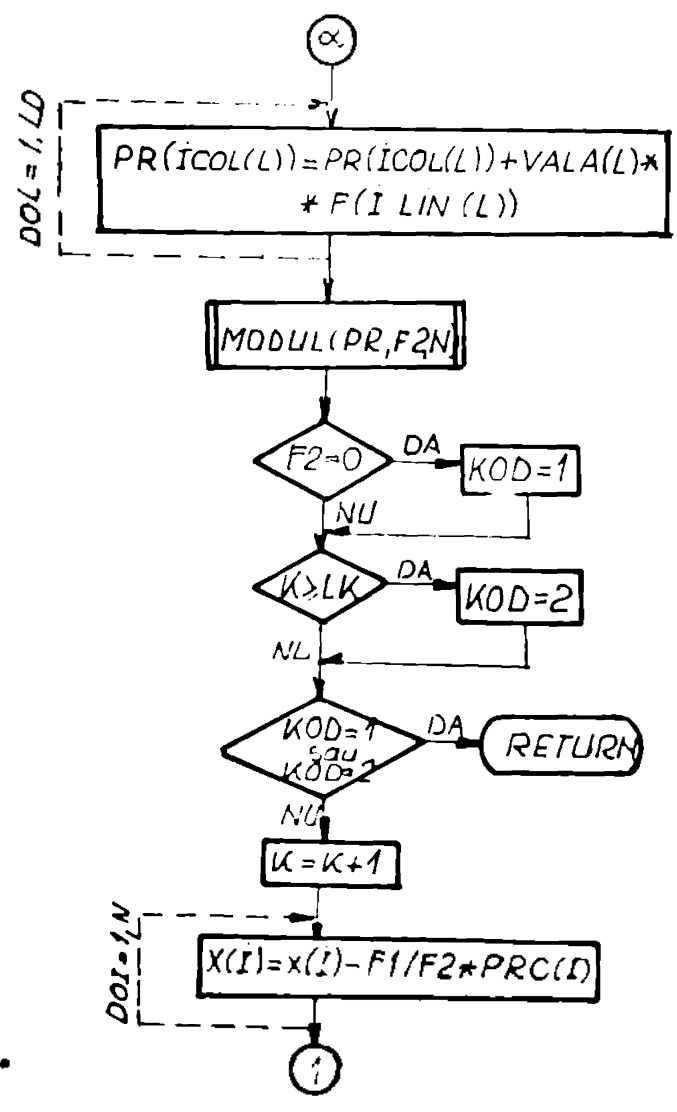 α
DO L = 1, LD
PR(ICOL(L))=PR(ICOL(L))+VALA(L)*
* F(I LIN (L))
MODUL(PR,F2,N)
F2=0
DA
KOD=1
NU
K≥LK
DA
KOD=2
NU
KOD=1
sau
KOD=2
DA
RETURN
NU
K=K+1
DO I=1,N
X(I)=X(I)-F1/F2*PRC(I)
1